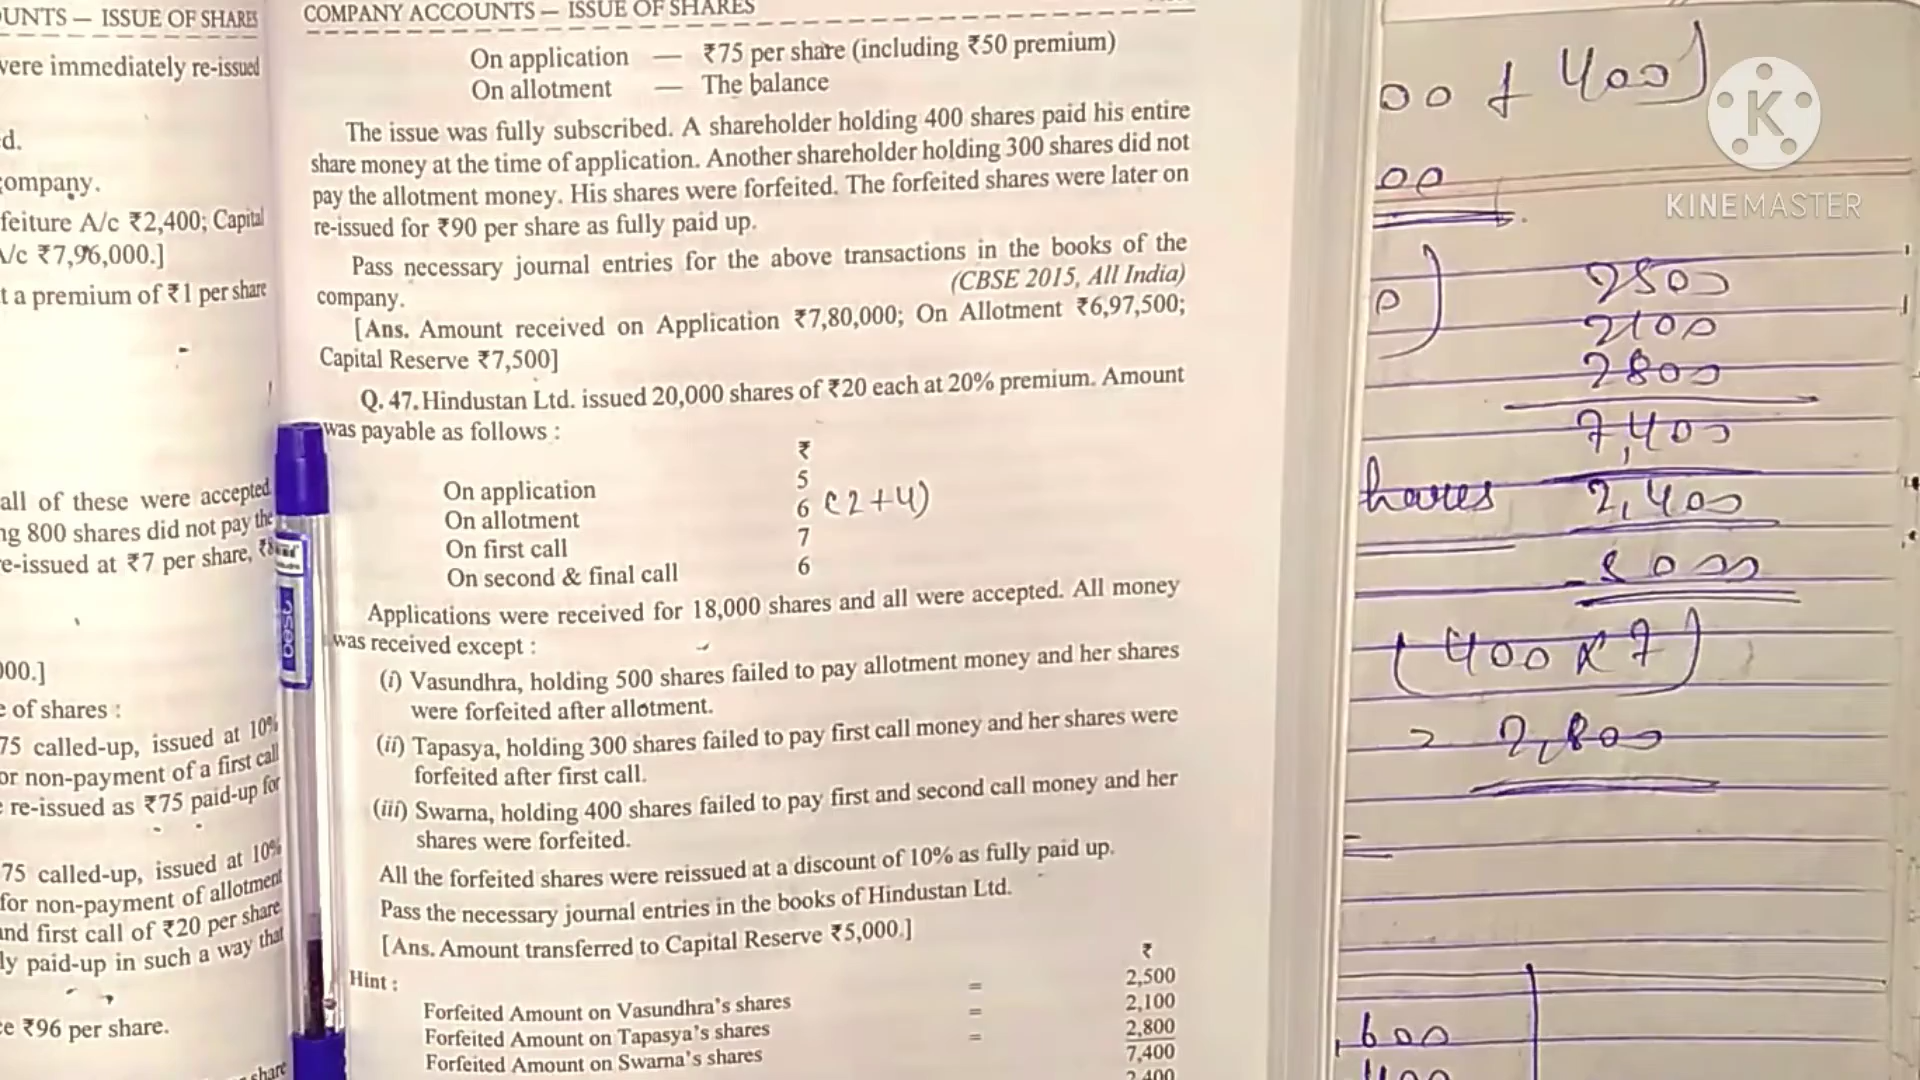 OUNTS — ISSUE OF SHARES
were immediately re-issued
d.
company.
feiture A/c ₹2,400; Capital
A/c ₹7,96,000.]
t a premium of ₹1 per share
all of these were accepted
ng 800 shares did not pay the
e-issued at ₹7 per share,
000.]
e of shares :
75 called-up, issued at 10%
or non-payment of a first call
re-issued as ₹75 paid-up for
75 called-up, issued at 10%
for non-payment of allotment
and first call of ₹20 per share
ly paid-up in such a way that
ce ₹96 per share.
share
COMPANY ACCOUNTS — ISSUE OF SHARES
On application — ₹75 per share (including ₹50 premium)
On allotment — The balance
The issue was fully subscribed. A shareholder holding 400 shares paid his entire
share money at the time of application. Another shareholder holding 300 shares did not
pay the allotment money. His shares were forfeited. The forfeited shares were later on
re-issued for ₹90 per share as fully paid up.
Pass necessary journal entries for the above transactions in the books of the
company. (CBSE 2015, All India)
[Ans. Amount received on Application ₹7,80,000; On Allotment ₹6,97,500;
Capital Reserve ₹7,500]
Q. 47. Hindustan Ltd. issued 20,000 shares of ₹20 each at 20% premium. Amount
was payable as follows :
₹
On application 5
On allotment 6 (2+4)
On first call 7
On second & final call 6
Applications were received for 18,000 shares and all were accepted. All money
was received except :
(i) Vasundhra, holding 500 shares failed to pay allotment money and her shares
were forfeited after allotment.
(ii) Tapasya, holding 300 shares failed to pay first call money and her shares were
forfeited after first call.
(iii) Swarna, holding 400 shares failed to pay first and second call money and her
shares were forfeited.
All the forfeited shares were reissued at a discount of 10% as fully paid up.
Pass the necessary journal entries in the books of Hindustan Ltd.
[Ans. Amount transferred to Capital Reserve ₹5,000.]
Hint : ₹
Forfeited Amount on Vasundhra's shares = 2,500
Forfeited Amount on Tapasya's shares = 2,100
Forfeited Amount on Swarna's shares = 2,800
7,400
2,400
best
00 + 400)
00
0)
2500
2100
2800
7,400
hares 2,400
5000
(400 x 7)
= 2,800
,600
400
K
KINEMASTER